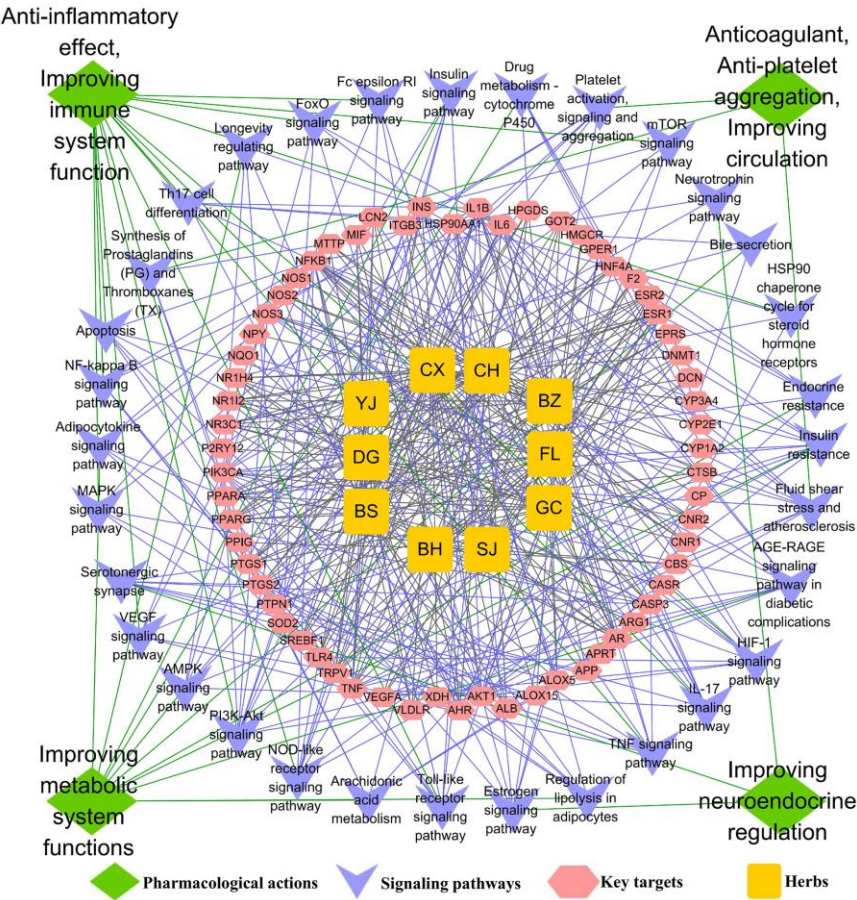 Anti-inflammatory
effect,
Improving
immune
system
function
Anticoagulant,
Anti-platelet
aggregation,
Improving
circulation
Fc epsilon RI
signaling
pathway
Insulin
signaling
pathway
Drug
metabolism -
cytochrome
P450
Platelet
activation,
signaling and
aggregation
FoxO
signaling
pathway
mTOR
signaling
pathway
Longevity
regulating
pathway
Neurotrophin
signaling
pathway
Th17 cell
differentiation
Bile secretion
Synthesis of
Prostaglandins
(PG) and
Thromboxanes
(TX)
HSP90
chaperone
cycle for
steroid
hormone
receptors
Apoptosis
NF-kappa B
signaling
pathway
Endocrine
resistance
Adipocytokine
signaling
pathway
Insulin
resistance
MAPK
signaling
pathway
Fluid shear
stress and
atherosclerosis
Serotonergic
synapse
AGE-RAGE
signaling
pathway in
diabetic
complications
VEGF
signaling
pathway
HIF-1
signaling
pathway
AMPK
signaling
pathway
IL-17
signaling
pathway
PI3K-Akt
signaling
pathway
TNF signaling
pathway
NOD-like
receptor
signaling
pathway
Arachidonic
acid
metabolism
Toll-like
receptor
signaling
pathway
Estrogen
signaling
pathway
Regulation of
lipolysis in
adipocytes
Improving
metabolic
system
functions
Improving
neuroendocrine
regulation
INS
IL1B
HPGDS
LCN2
ITGB3
HSP90AA1
IL6
GOT2
MIF
HMGCR
MTTP
GPER1
NFKB1
HNF4A
NOS1
F2
NOS2
ESR2
NOS3
ESR1
NPY
EPRS
NQO1
DNMT1
NR1H4
DCN
NR1I2
CYP3A4
NR3C1
CYP2E1
P2RY12
CYP1A2
PIK3CA
CTSB
PPARA
CP
PPARG
CNR2
PPIG
CNR1
PTGS1
CBS
PTGS2
CASR
PTPN1
CASP3
SOD2
ARG1
SREBF1
AR
TLR4
APRT
TRPV1
APP
TNF
ALOX5
VEGFA
XDH
AKT1
ALOX15
VLDLR
AHR
ALB
CX
CH
YJ
BZ
DG
FL
BS
GC
BH
SJ
Pharmacological actions
Signaling pathways
Key targets
Herbs